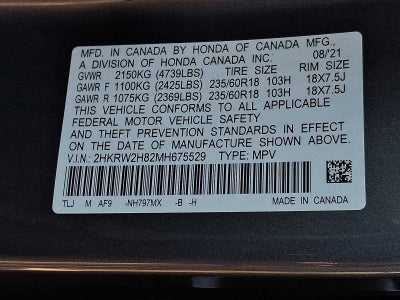 MFD. IN CANADA BY HONDA OF CANADA MFG.,
A DIVISION OF HONDA CANADA INC. 08/21
GVWR 2150KG (4739LBS) TIRE SIZE RIM SIZE
GAWR F 1100KG (2425LBS) 235/60R18 103H 18X7.5J
GAWR R 1075KG (2369LBS) 235/60R18 103H 18X7.5J
THIS VEHICLE CONFORMS TO ALL APPLICABLE
FEDERAL MOTOR VEHICLE SAFETY
AND THEFT PREVENTION STANDARDS IN EFFECT
ON THE DATE OF MANUFACTURE SHOWN ABOVE.
V.I.N.: 2HKRW2H82MH675529 TYPE: MPV
TLJ M AF9 -NH797MX -B -H MADE IN CANADA